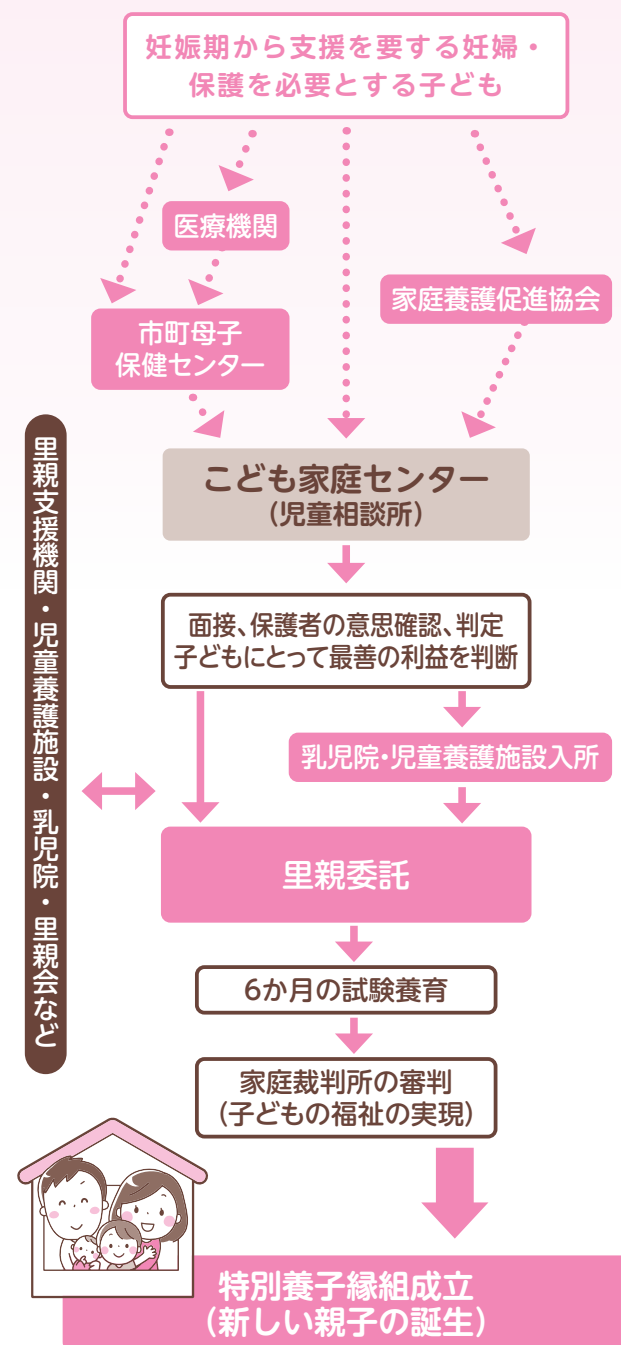 妊娠期から支援を要する妊婦・
保護を必要とする子ども
医療機関
市町母子
保健センター
家庭養護促進協会
こども家庭センター
(児童相談所)
面接、保護者の意思確認、判定
子どもにとって最善の利益を判断
乳児院・児童養護施設入所
里親支援機関・児童養護施設・乳児院・里親会など
里親委託
6か月の試験養育
家庭裁判所の審判
(子どもの福祉の実現)
特別養子縁組成立
(新しい親子の誕生)